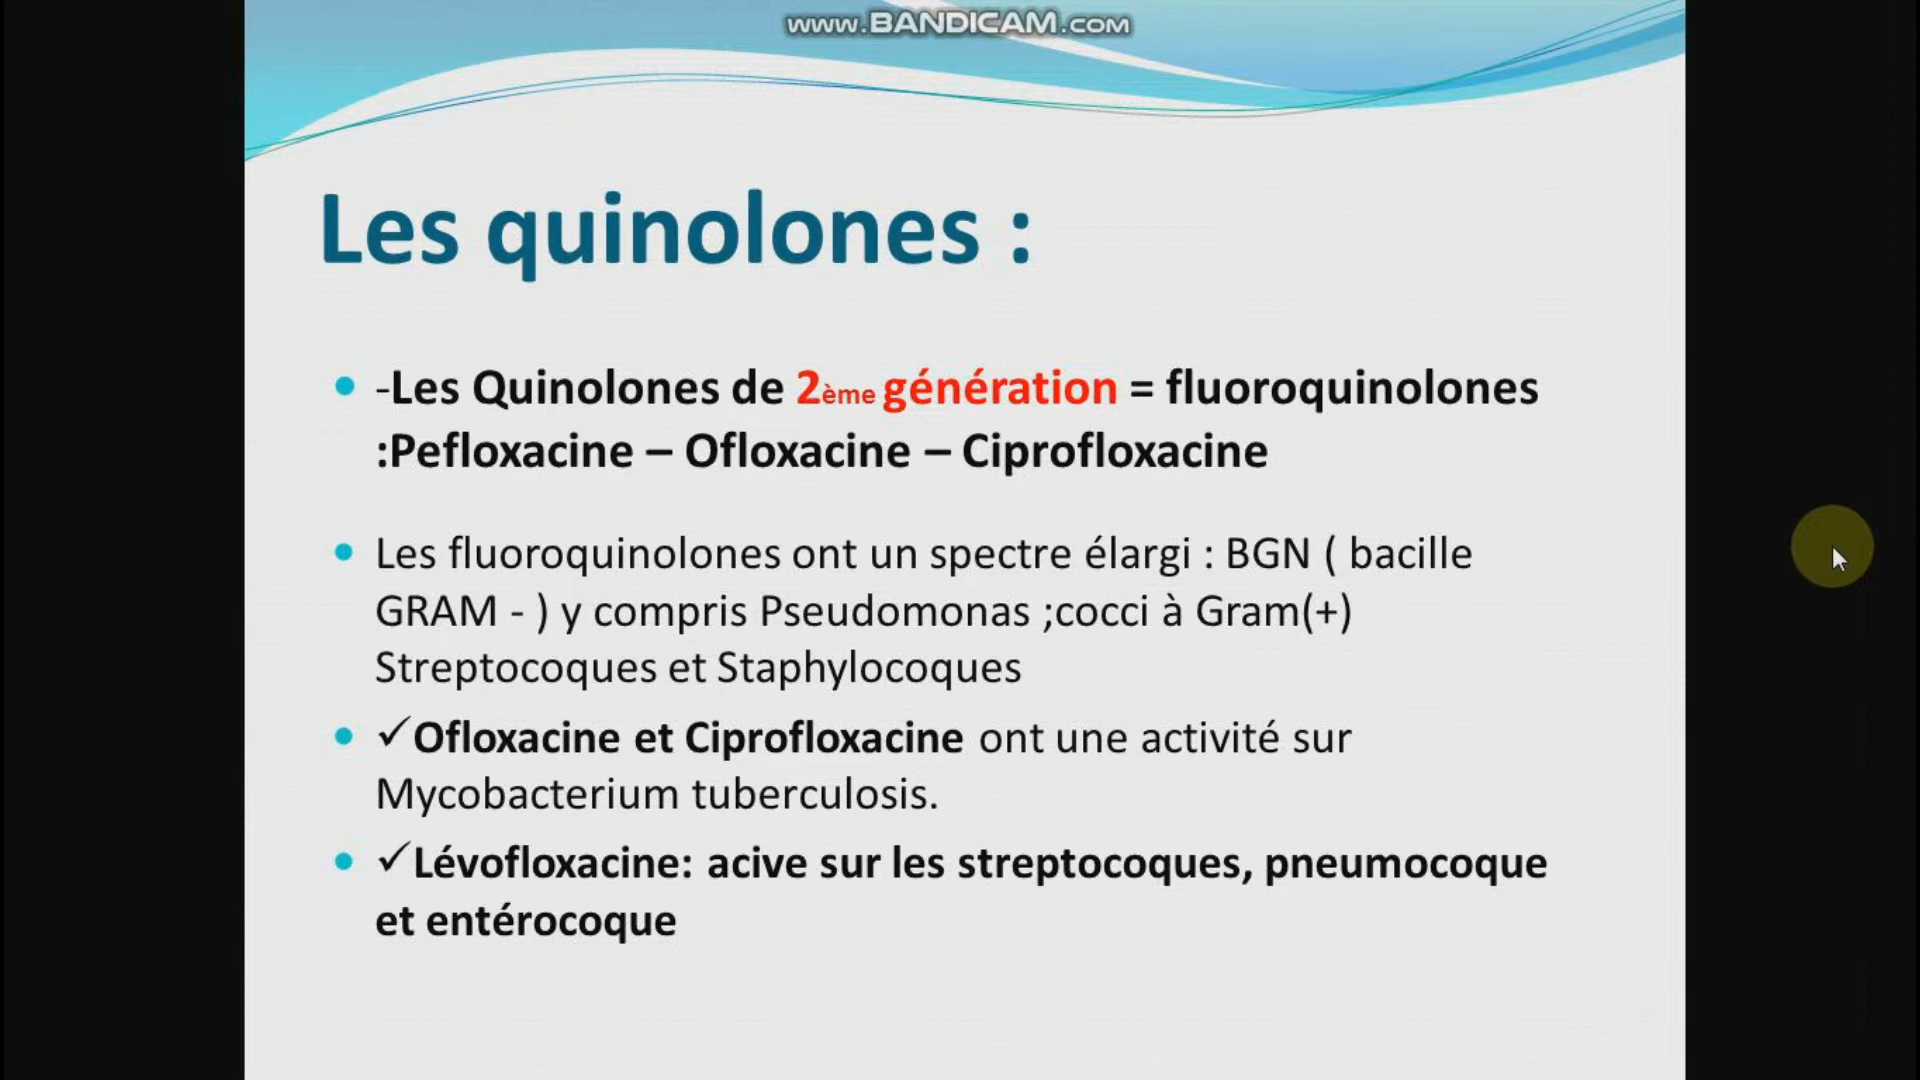 www.BANDICAM.com
Les quinolones :
-Les Quinolones de 2ème génération = fluoroquinolones
:Pefloxacine – Ofloxacine – Ciprofloxacine
Les fluoroquinolones ont un spectre élargi : BGN ( bacille
GRAM - ) y compris Pseudomonas ;cocci à Gram(+)
Streptocoques et Staphylocoques
✓Ofloxacine et Ciprofloxacine ont une activité sur
Mycobacterium tuberculosis.
✓Lévofloxacine: acive sur les streptocoques, pneumocoque
et entérocoque